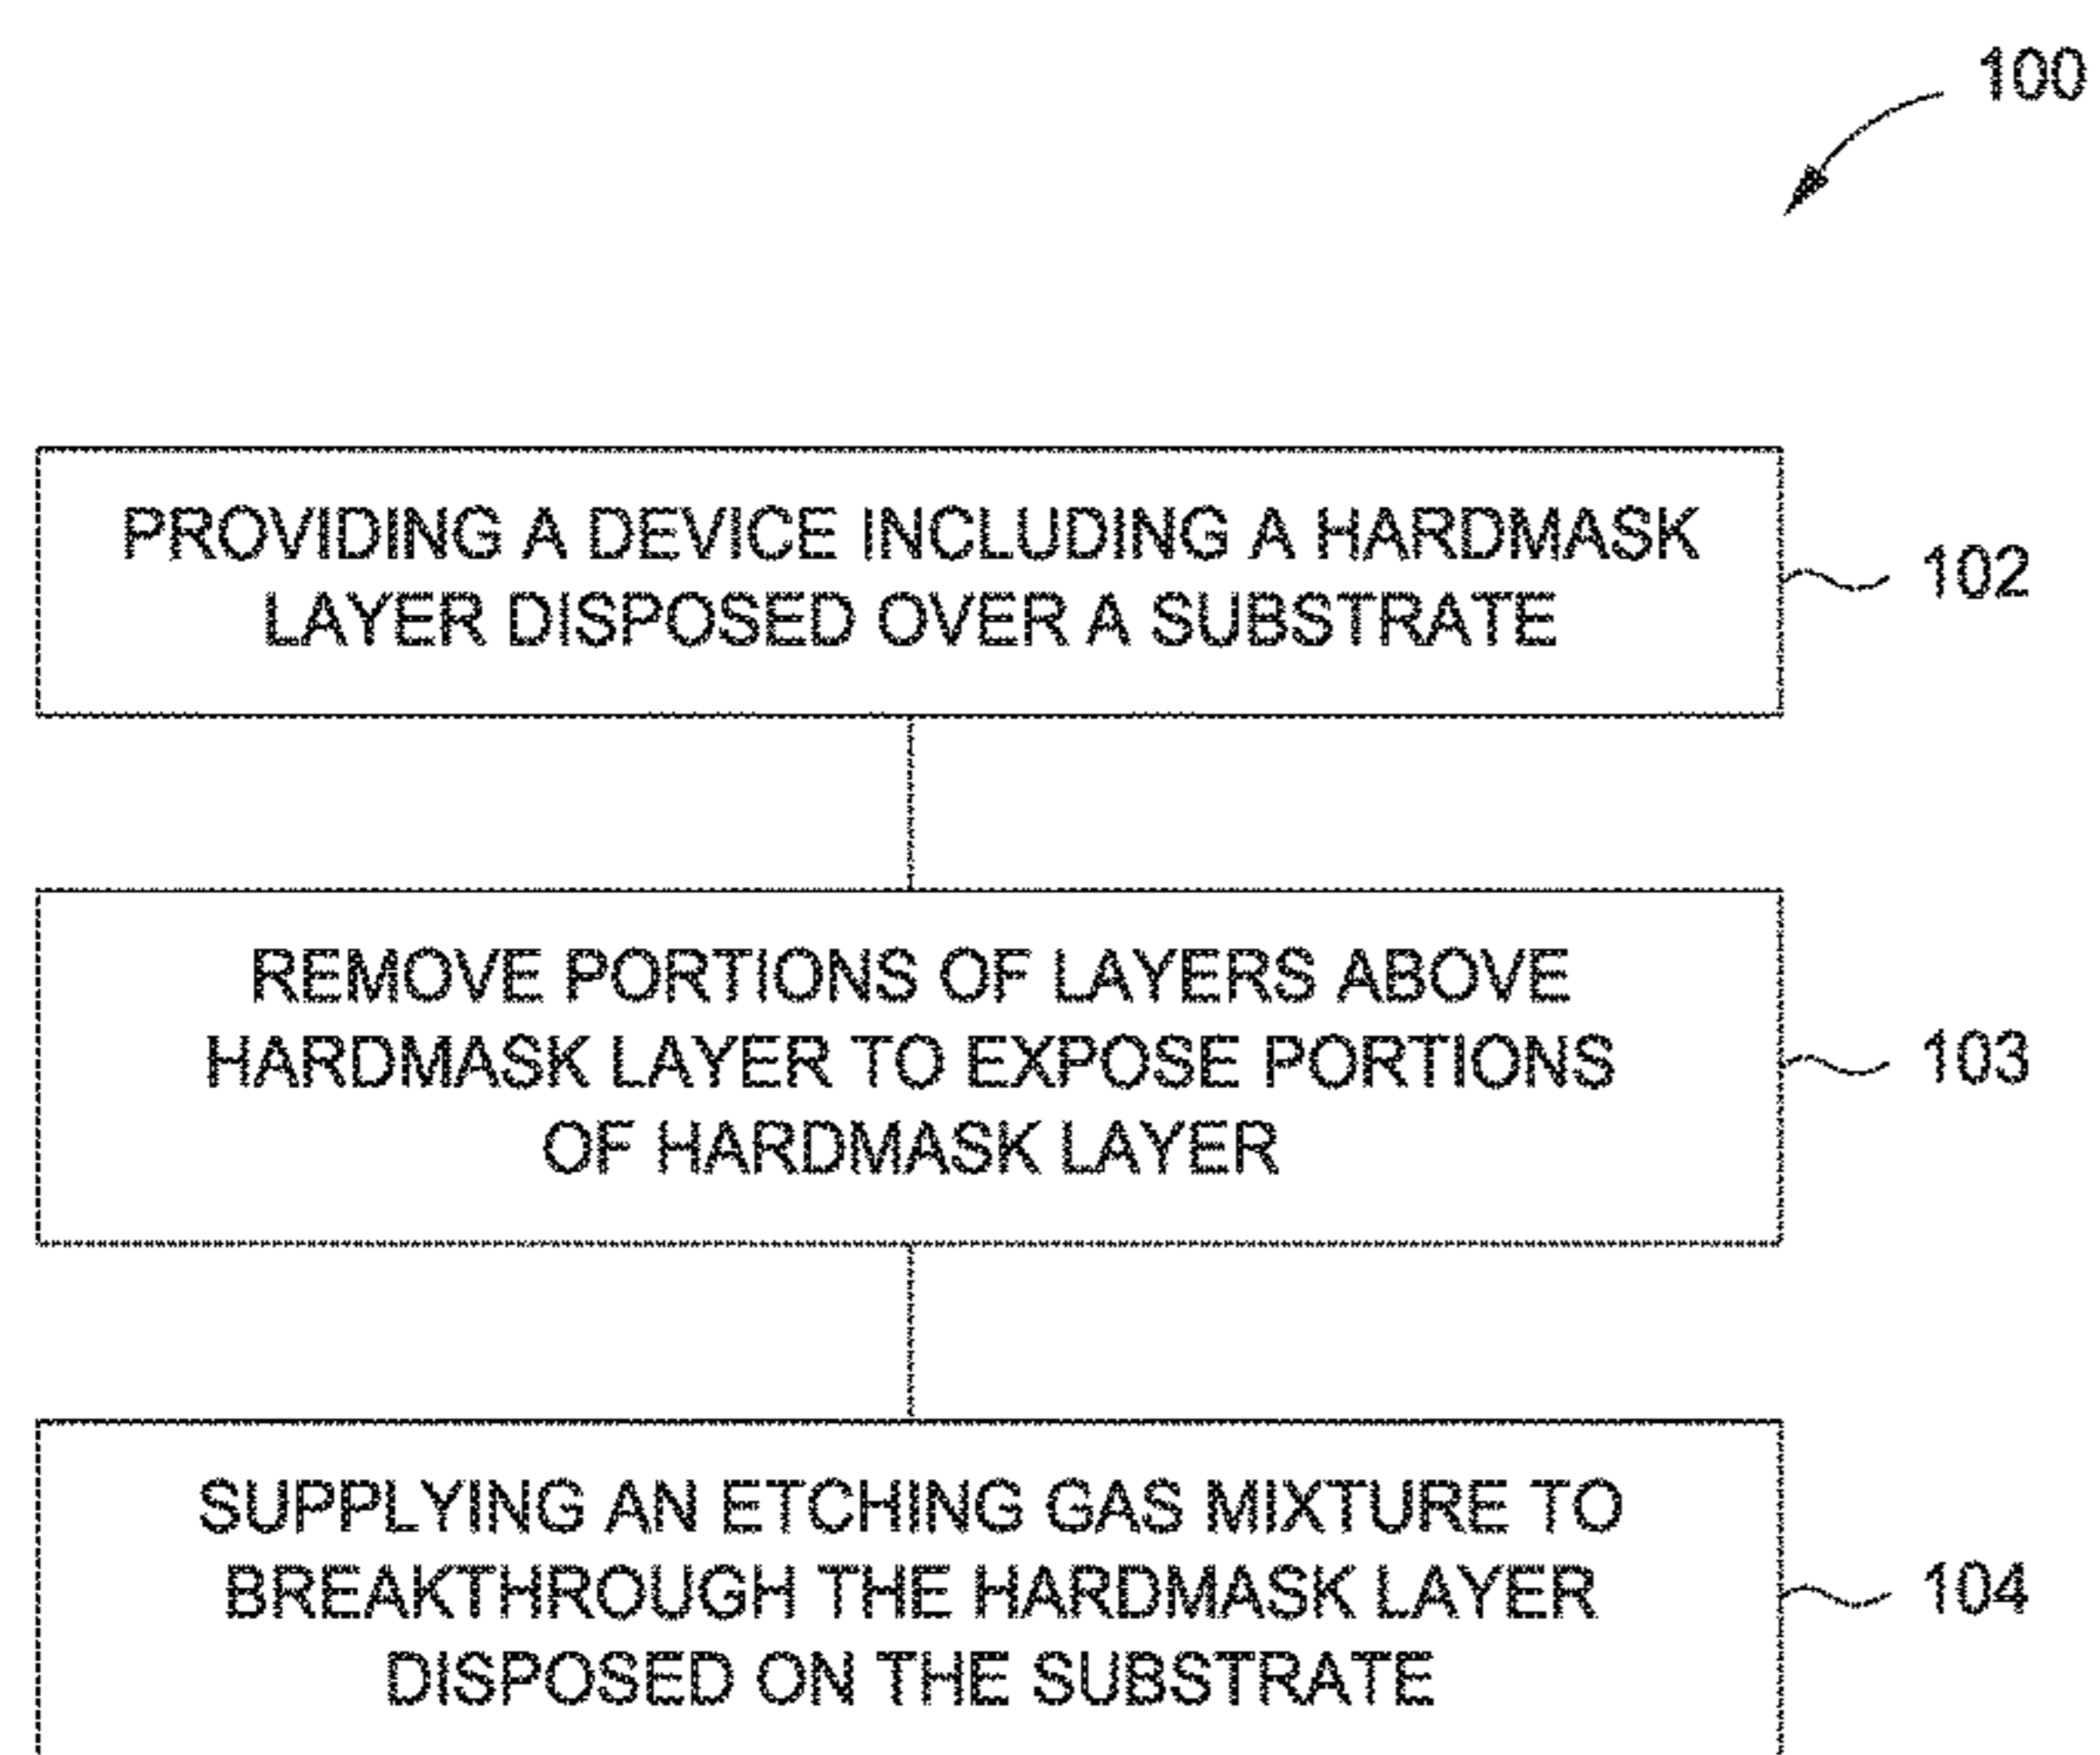 100
PROVIDING A DEVICE INCLUDING A HARDMASK
LAYER DISPOSED OVER A SUBSTRATE
102
REMOVE PORTIONS OF LAYERS ABOVE
HARDMASK LAYER TO EXPOSE PORTIONS
OF HARDMASK LAYER
103
SUPPLYING AN ETCHING GAS MIXTURE TO
BREAKTHROUGH THE HARDMASK LAYER
DISPOSED ON THE SUBSTRATE
104